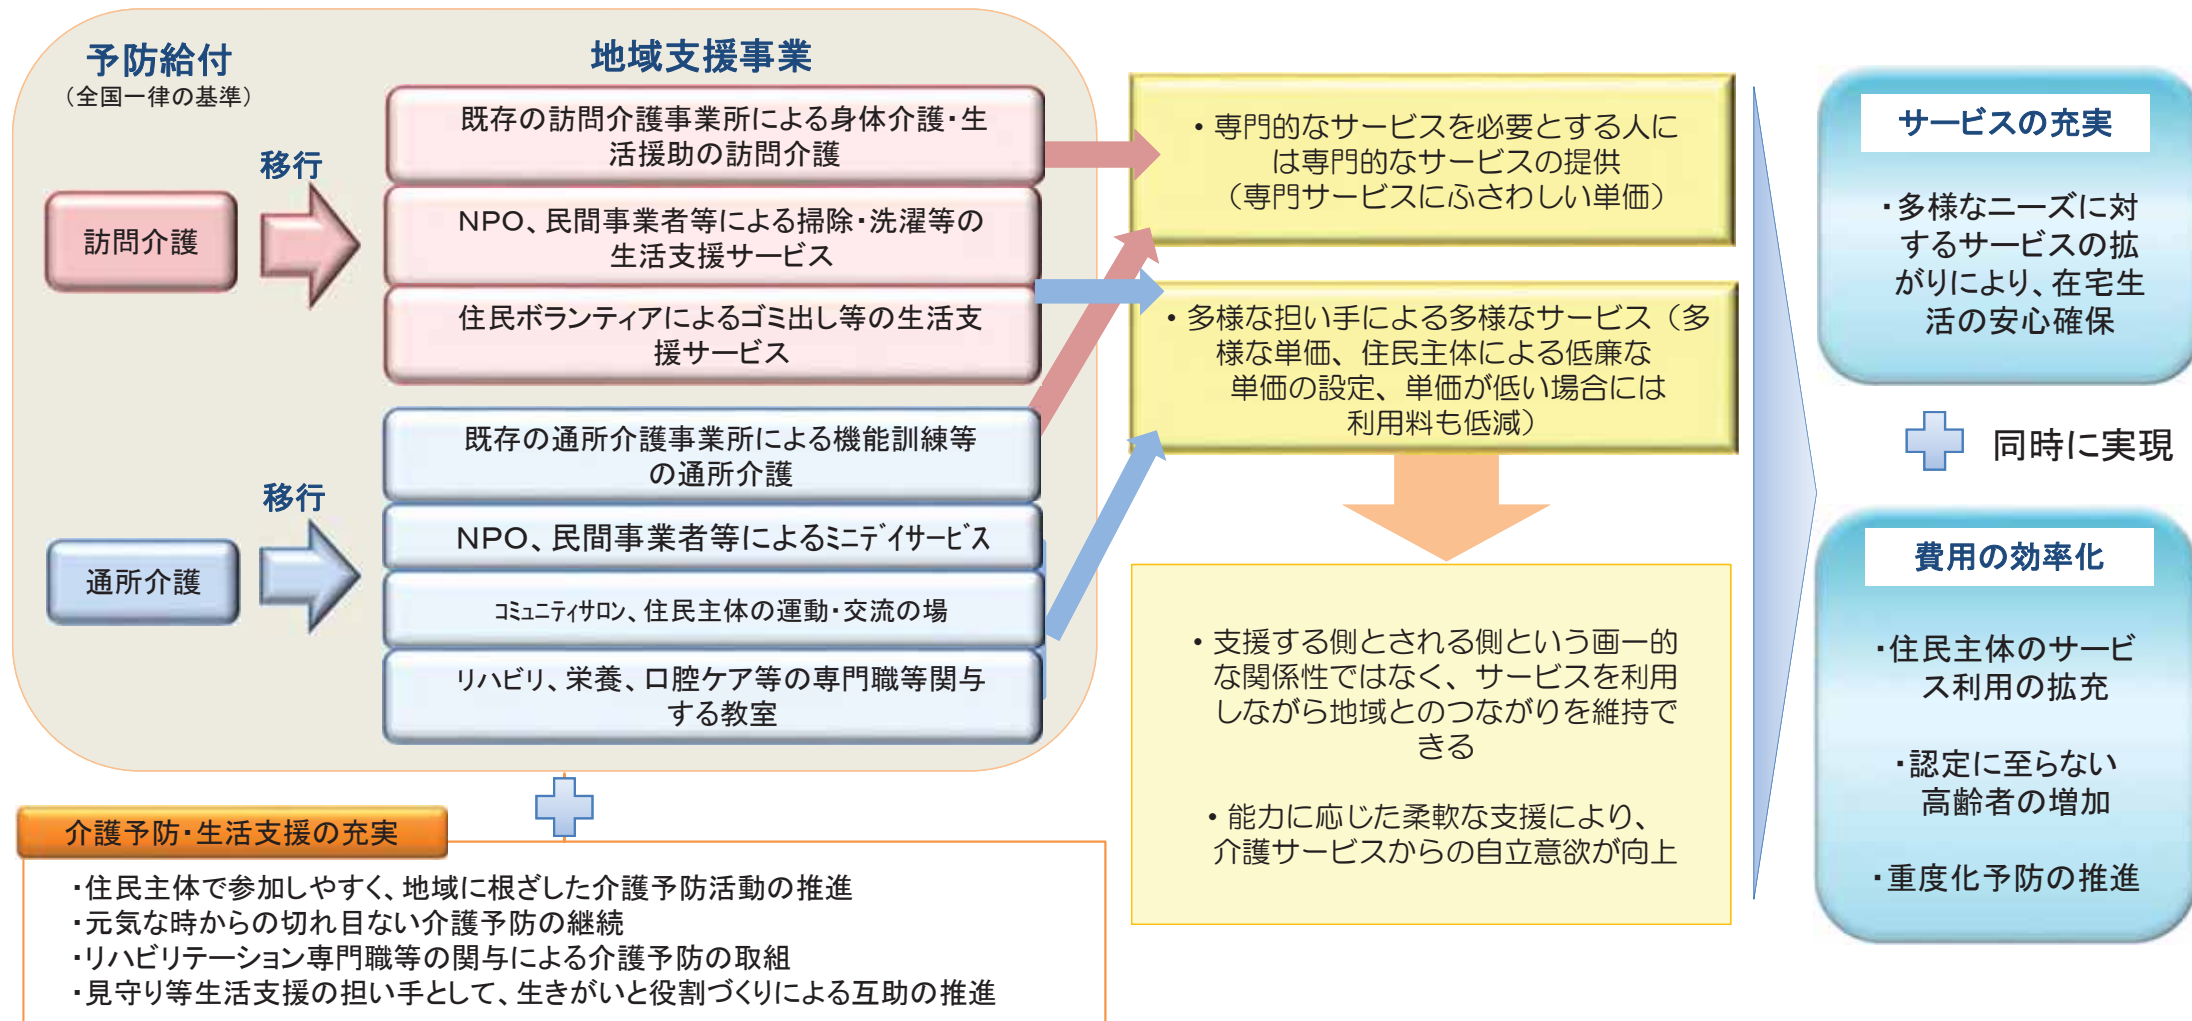 予防給付
（全国一律の基準）
地域支援事業
移行
訪問介護
既存の訪問介護事業所による身体介護・生
活援助の訪問介護
ＮＰＯ、民間事業者等による掃除・洗濯等の
生活支援サービス
住民ボランティアによるゴミ出し等の生活支
援サービス
移行
通所介護
既存の通所介護事業所による機能訓練等
の通所介護
ＮＰＯ、民間事業者等によるﾐﾆﾃﾞｲｻｰﾋﾞｽ
ｺﾐｭﾆﾃｨｻﾛﾝ、住民主体の運動・交流の場
リハビリ、栄養、口腔ケア等の専門職等関与
する教室
・専門的なサービスを必要とする人に
は専門的なサービスの提供
（専門サービスにふさわしい単価）
・多様な担い手による多様なサービス（多
様な単価、住民主体による低廉な
単価の設定、単価が低い場合には
利用料も低減）
・支援する側とされる側という画一的
な関係性ではなく、サービスを利用
しながら地域とのつながりを維持で
きる
・能力に応じた柔軟な支援により、
介護サービスからの自立意欲が向上
サービスの充実
・多様なニーズに対
するサービスの拡
がりにより、在宅生
活の安心確保
同時に実現
費用の効率化
・住民主体のサービ
ス利用の拡充
・認定に至らない
高齢者の増加
・重度化予防の推進
介護予防・生活支援の充実
・住民主体で参加しやすく、地域に根ざした介護予防活動の推進
・元気な時からの切れ目ない介護予防の継続
・リハビリテーション専門職等の関与による介護予防の取組
・見守り等生活支援の担い手として、生きがいと役割づくりによる互助の推進